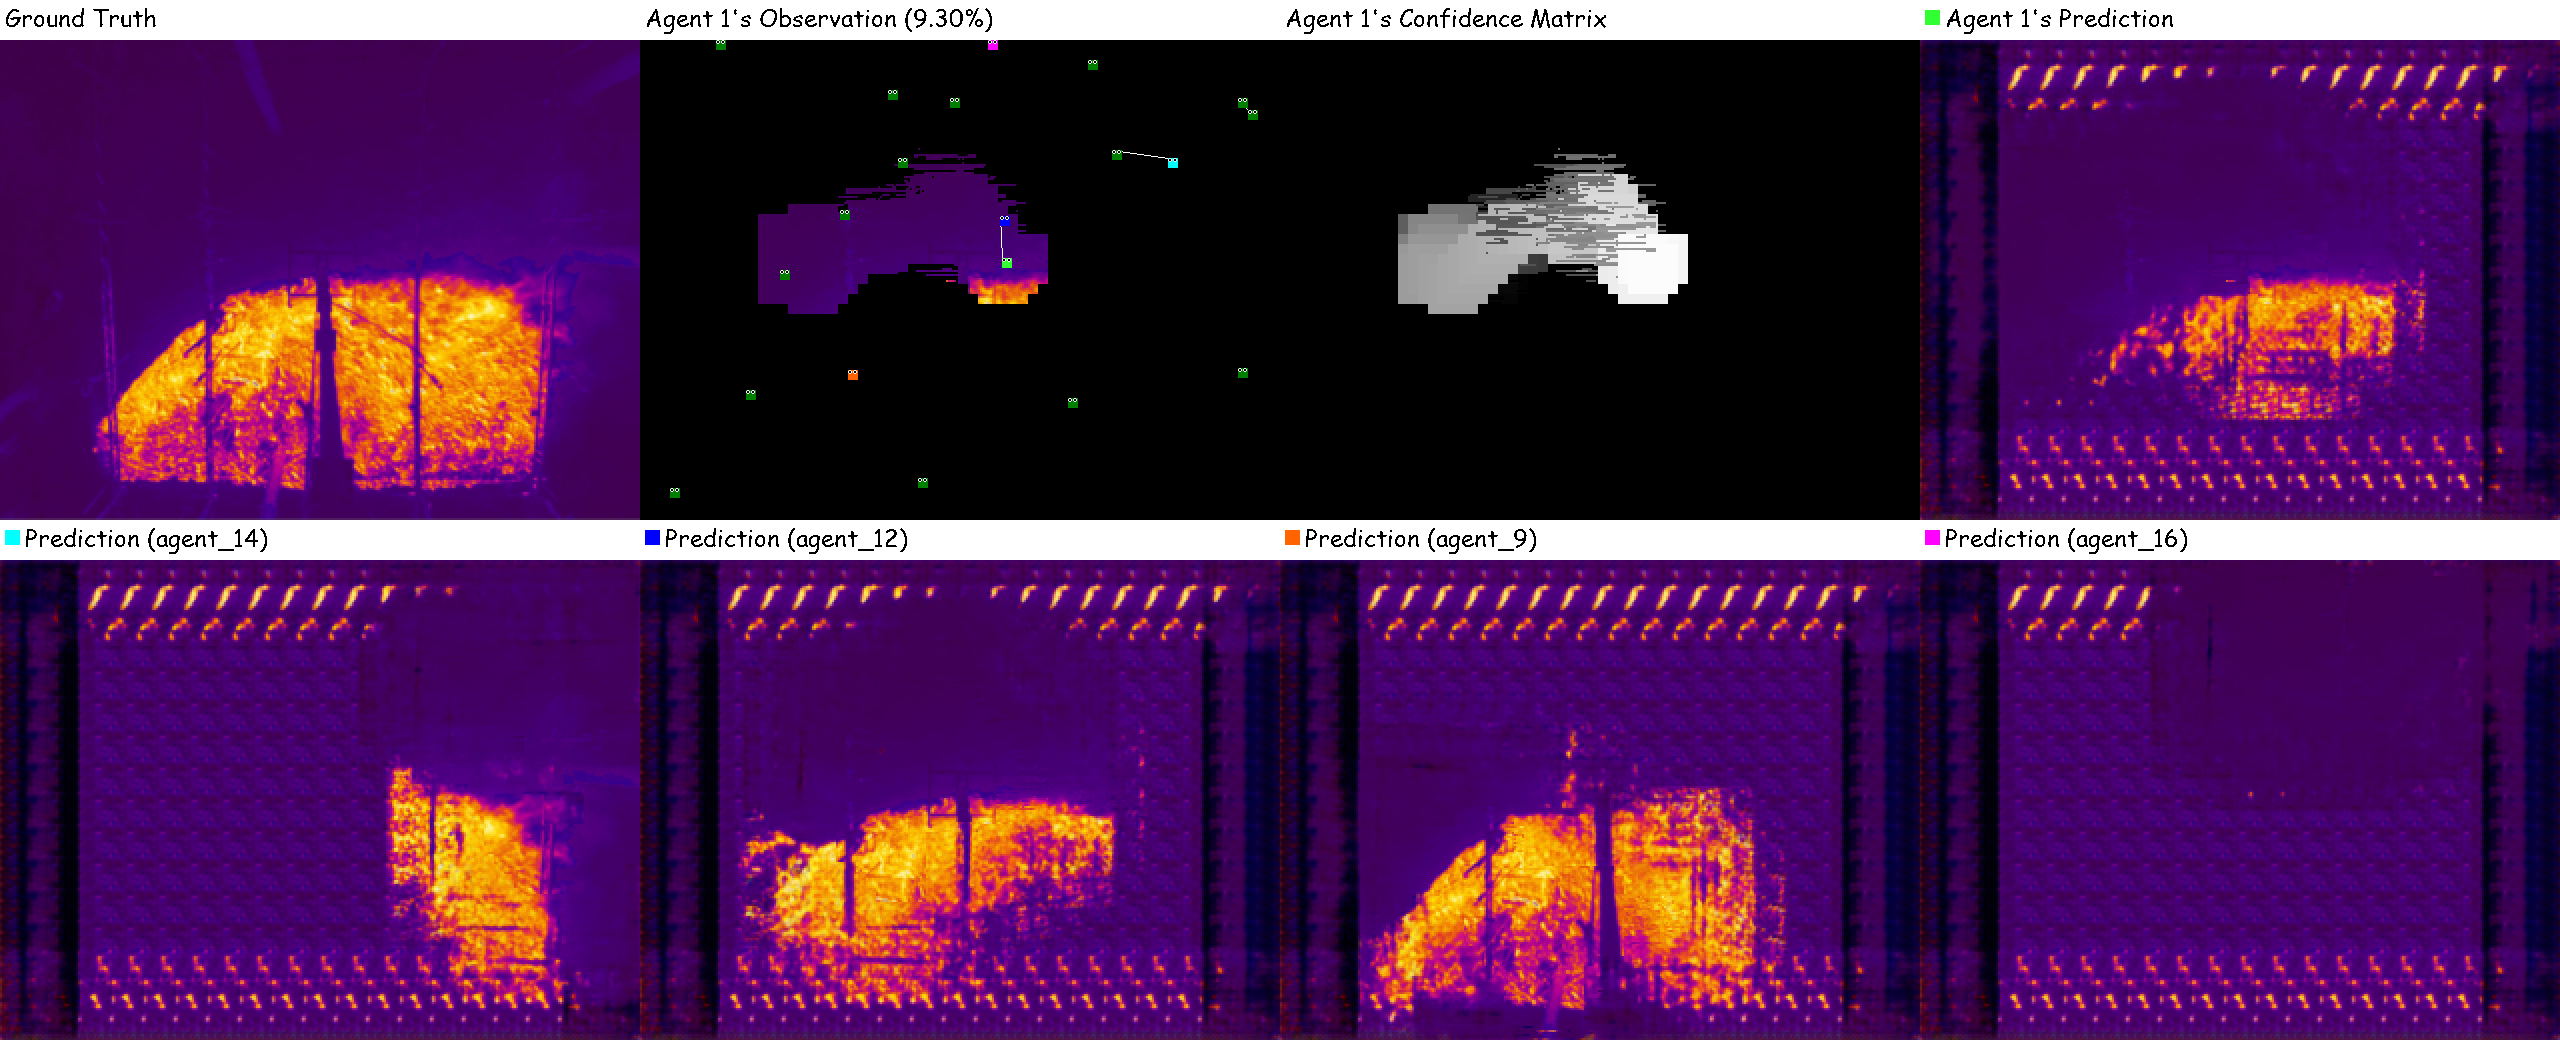 Ground Truth
Agent 1's Observation (9.30%)
Agent 1's Confidence Matrix
Agent 1's Prediction
Prediction (agent_14)
Prediction (agent_12)
Prediction (agent_9)
Prediction (agent_16)